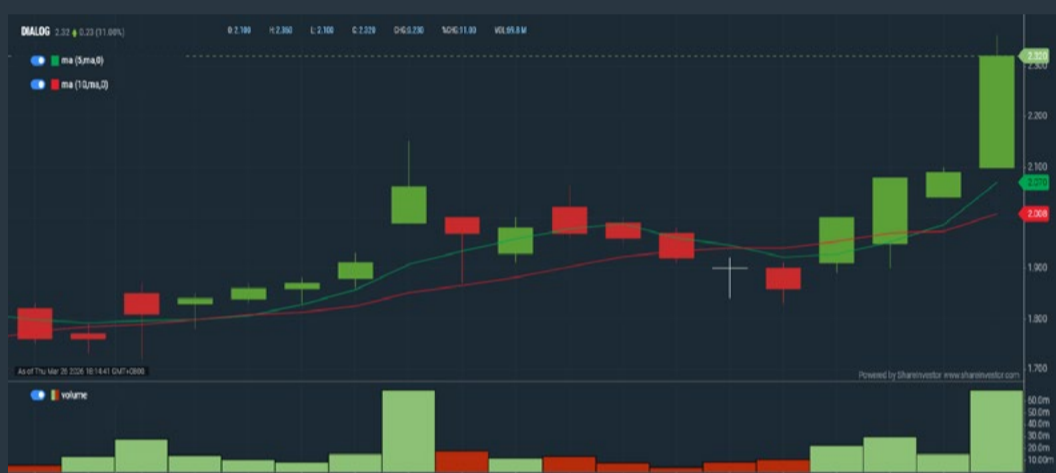 DIALOG 2.32 0.23 (11.00%) O:2.100 H:2.360 L:2.100 C:2.320 CHG:0.230 %CHG:11.00 VOL:69.8 M
ma (5,ma,0)
ma (10,ma,0)
2.320
2.300
2.200
2.100
2.070
2.008
1.900
1.800
1.700
As of Thu Mar 26 2026 18:14:41 GMT+0800
Powered by ShareInvestor www.shareinvestor.com
volume
60.0m
50.0m
40.0m
30.0m
20.0m
10.00m